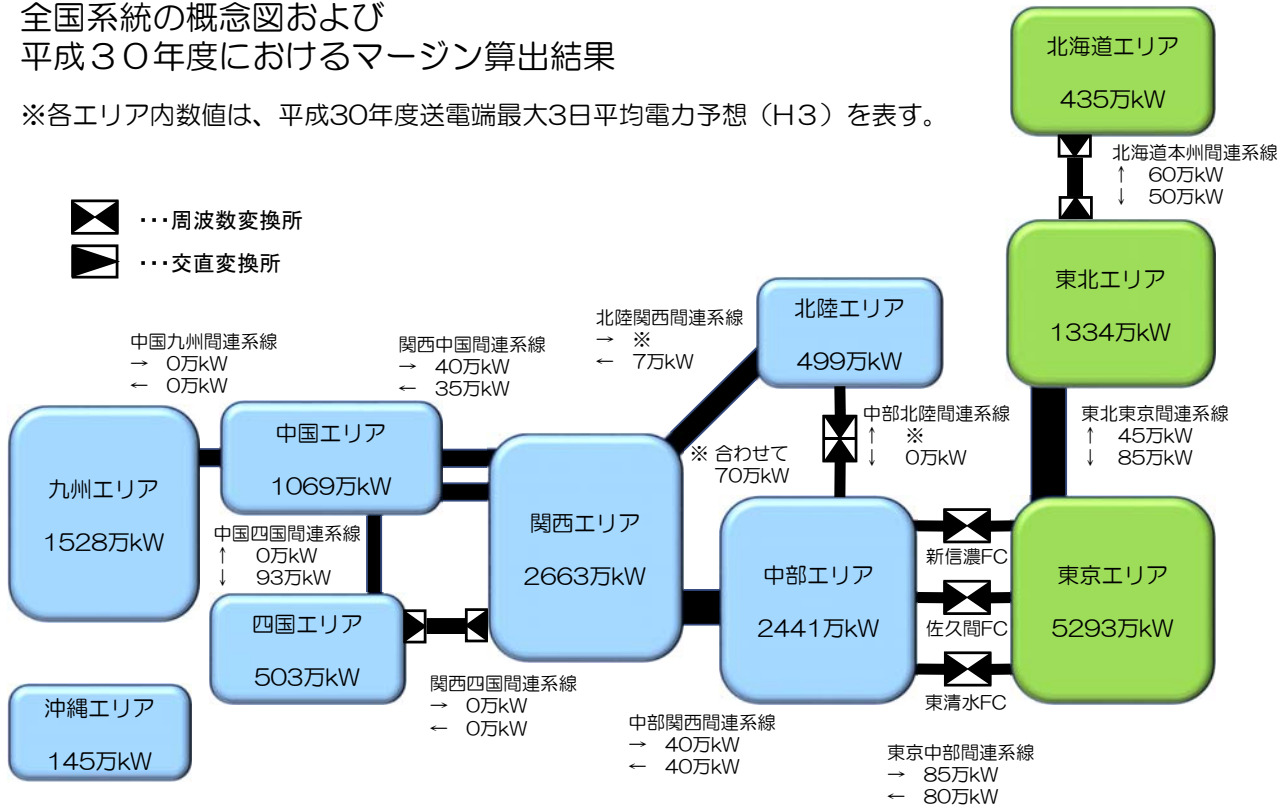 全国系統の概念図および
平成３０年度におけるマージン算出結果
※各エリア内数値は、平成30年度送電端最大3日平均電力予想（H3）を表す。
･･･周波数変換所
･･･交直変換所
北海道エリア
435万kW
北海道本州間連系線
↑ 60万kW
↓ 50万kW
東北エリア
1334万kW
東北東京間連系線
↑ 45万kW
↓ 85万kW
北陸エリア
499万kW
北陸関西間連系線
→ ※
← 7万kW
※ 合わせて
70万kW
中部北陸間連系線
↑ ※
↓ 0万kW
中国九州間連系線
→ 0万kW
← 0万kW
関西中国間連系線
→ 40万kW
← 35万kW
九州エリア
1528万kW
中国エリア
1069万kW
中国四国間連系線
↑ 0万kW
↓ 93万kW
四国エリア
503万kW
関西エリア
2663万kW
中部エリア
2441万kW
新信濃FC
佐久間FC
東清水FC
東京エリア
5293万kW
沖縄エリア
145万kW
関西四国間連系線
→ 0万kW
← 0万kW
中部関西間連系線
→ 40万kW
← 40万kW
東京中部間連系線
→ 85万kW
← 80万kW